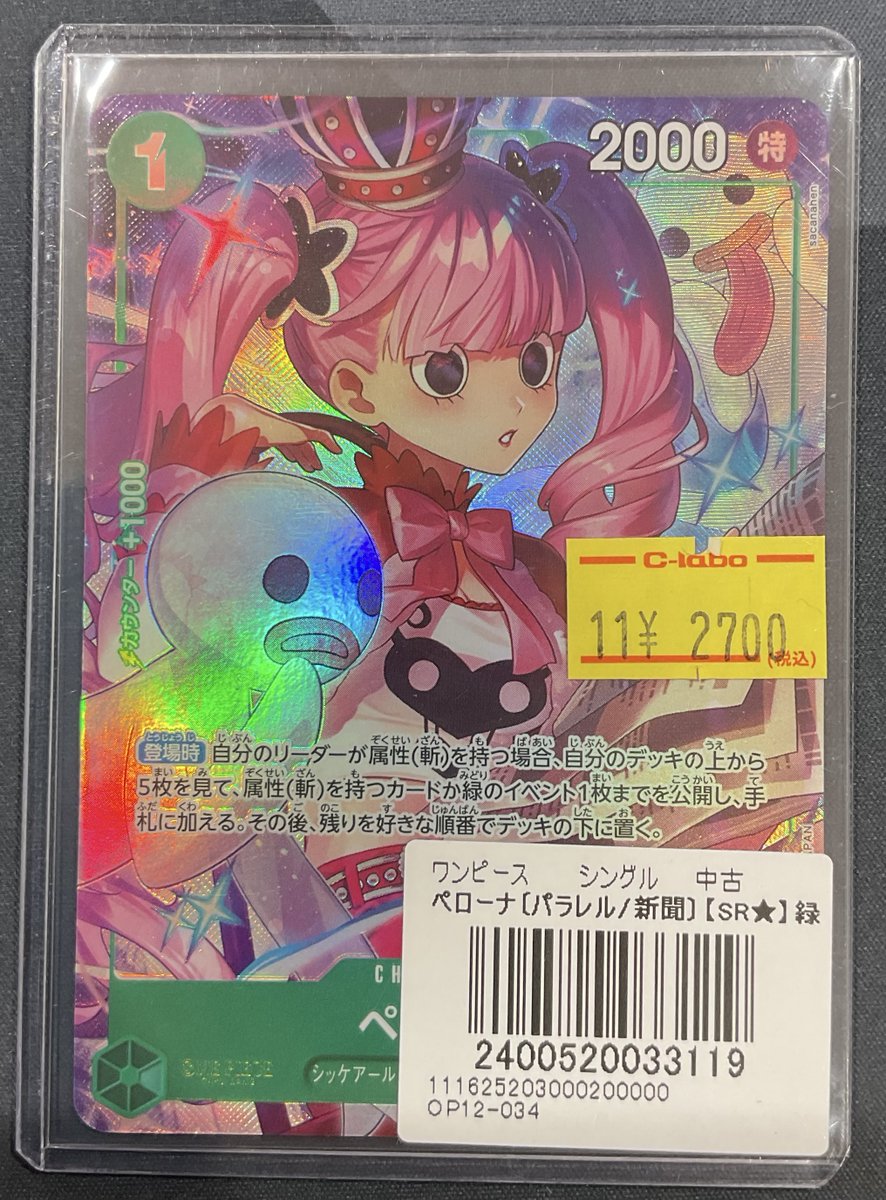 1
2000 特
sacanahen
カウンター +1000
C-labo
11¥ 2700
(税込)
登場時 自分のリーダーが属性(斬)を持つ場合、自分のデッキの上から
5枚を見て、属性(斬)を持つカードか緑のイベント1枚までを公開し、手
札に加える。その後、残りを好きな順番でデッキの下に置く。
ワンピース シングル 中古
ペローナ〔パラレル/新聞〕【SR★】緑
2400520033119
111625203000200000
OP12-034
CH
ペ
ONE PIECE
シッケアール